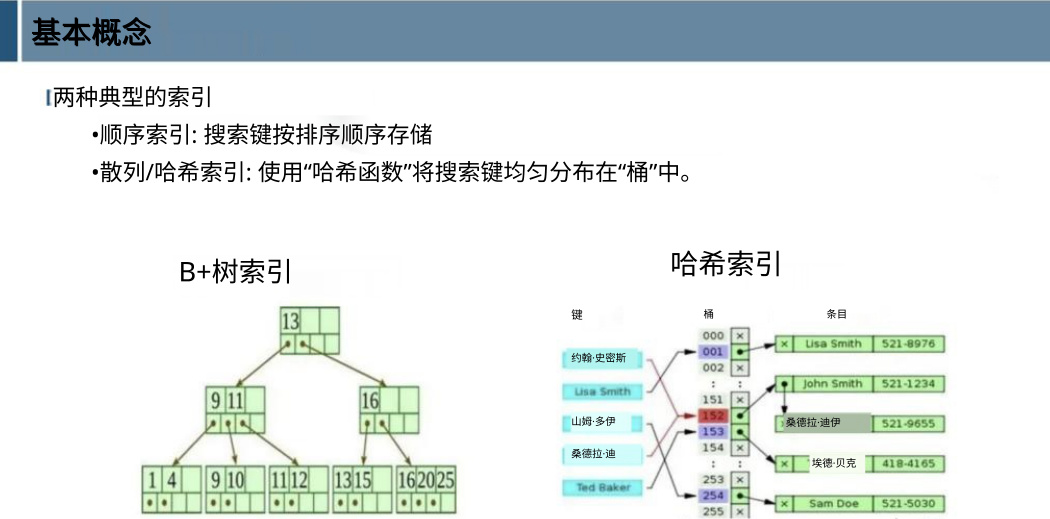 基本概念
两种典型的索引
•顺序索引: 搜索键按排序顺序存储
•散列/哈希索引: 使用“哈希函数”将搜索键均匀分布在“桶”中。
B+树索引
13
9 11
16
1 4
9 10
11 12
13 15
16 20 25
哈希索引
键
桶
条目
约翰·史密斯
Lisa Smith
山姆·多伊
桑德拉·迪
Ted Baker
000 ×
001
002 ×
: :
151 ×
152
153
154 ×
: :
253 ×
254
255 ×
× Lisa Smith 521-8976
John Smith 521-1234
桑德拉·迪伊 521-9655
× 埃德·贝克 418-4165
× Sam Doe 521-5030